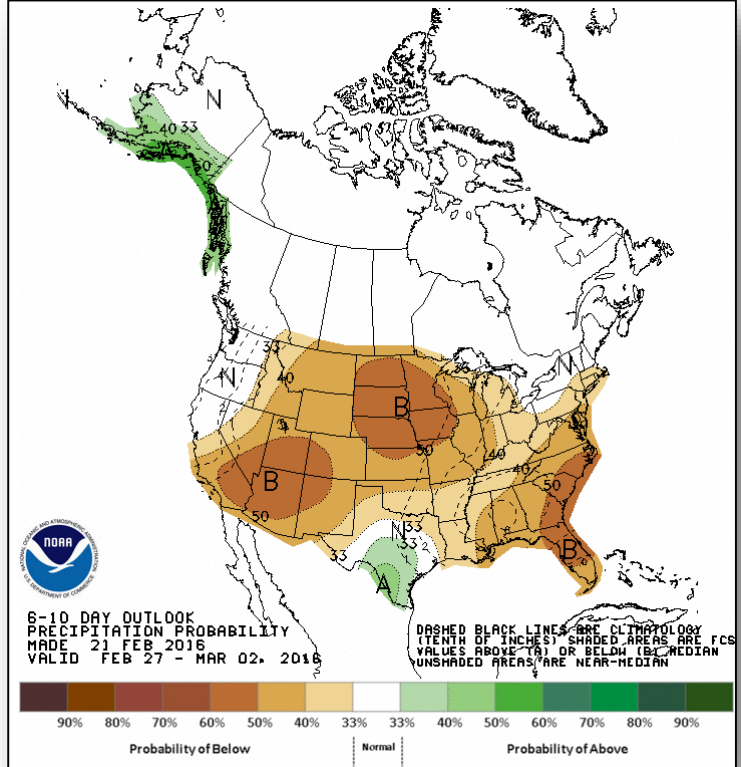 N
40 33
50
33
N
40
B
N
33
50
40
40
50
B
50
N 33
33
33
2
B
A
NOAA
NATIONAL OCEANIC AND ATMOSPHERIC ADMINISTRATION
U.S. DEPARTMENT OF COMMERCE
6-10 DAY OUTLOOK
PRECIPITATION PROBABILITY
MADE 21 FEB 2016
VALID FEB 27 - MAR 02, 2016
DASHED BLACK LINES ARE CLIMATOLOGY
(TENTH OF INCHES) SHADED AREAS ARE FCS
VALUES ABOVE (A) OR BELOW (B) MEDIAN
UNSHADED AREAS ARE NEAR-MEDIAN
90% 80% 70% 60% 50% 40% 33% 33% 40% 50% 60% 70% 80% 90%
Probability of Below Normal Probability of Above